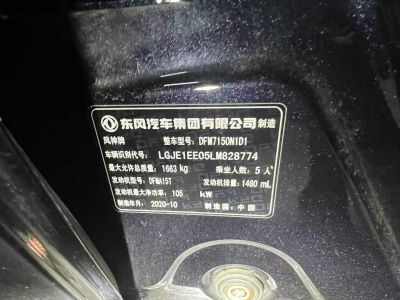 东风汽车集团有限公司 制造
风神牌 整车型号: DFM7150N1D1
车辆识别代号: LGJE1EE05LM828774
最大允许总质量: 1663 kg 乘坐人数: 5 人
发动机型号: DFMA15T 发动机排量: 1460 mL
发动机最大净功率: 105 kW
制造年月: 2020-10 制造国: 中国